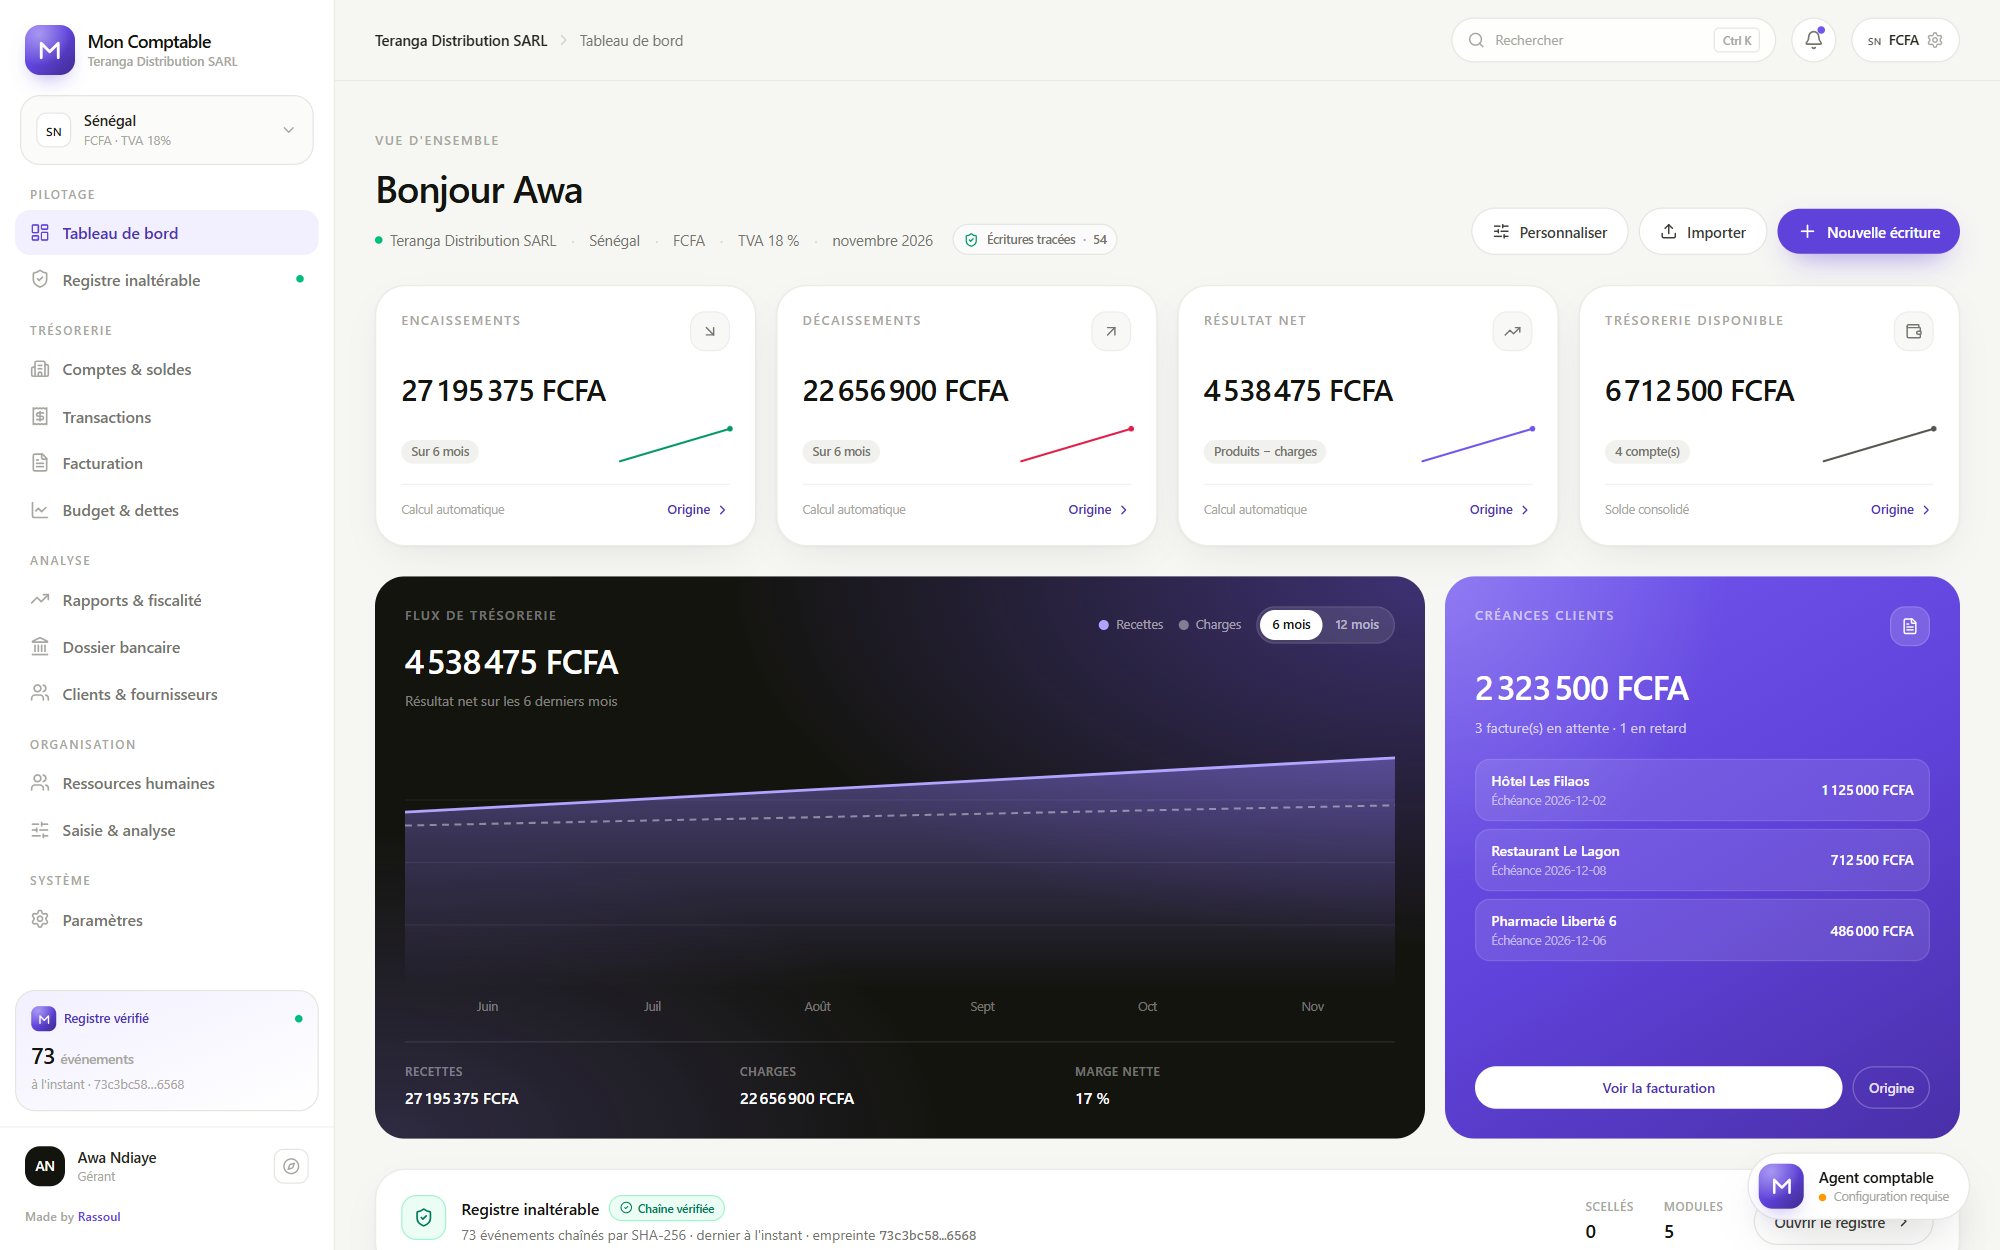 Mon Comptable
Teranga Distribution SARL
SN
Sénégal
FCFA · TVA 18%
PILOTAGE
Tableau de bord
Registre inaltérable
TRÉSORERIE
Comptes & soldes
Transactions
Facturation
Budget & dettes
ANALYSE
Rapports & fiscalité
Dossier bancaire
Clients & fournisseurs
ORGANISATION
Ressources humaines
Saisie & analyse
SYSTÈME
Paramètres
Registre vérifié
73 événements
à l'instant · 73c3bc58…6568
AN
Awa Ndiaye
Gérant
Made by Rassoul
Teranga Distribution SARL > Tableau de bord
Rechercher
Ctrl K
SN FCFA
VUE D'ENSEMBLE
Bonjour Awa
Teranga Distribution SARL · Sénégal · FCFA · TVA 18 % · novembre 2026
Écritures tracées · 54
Personnaliser
Importer
Nouvelle écriture
ENCAISSEMENTS
27 195 375 FCFA
Sur 6 mois
Calcul automatique
Origine
DÉCAISSEMENTS
22 656 900 FCFA
Sur 6 mois
Calcul automatique
Origine
RÉSULTAT NET
4 538 475 FCFA
Produits − charges
Calcul automatique
Origine
TRÉSORERIE DISPONIBLE
6 712 500 FCFA
4 compte(s)
Solde consolidé
Origine
FLUX DE TRÉSORERIE
4 538 475 FCFA
Résultat net sur les 6 derniers mois
Recettes
Charges
6 mois
12 mois
Juin
Juil
Août
Sept
Oct
Nov
RECETTES
27 195 375 FCFA
CHARGES
22 656 900 FCFA
MARGE NETTE
17 %
CRÉANCES CLIENTS
2 323 500 FCFA
3 facture(s) en attente · 1 en retard
Hôtel Les Filaos
Échéance 2026-12-02
1 125 000 FCFA
Restaurant Le Lagon
Échéance 2026-12-08
712 500 FCFA
Pharmacie Liberté 6
Échéance 2026-12-06
486 000 FCFA
Voir la facturation
Origine
Registre inaltérable
Chaîne vérifiée
73 événements chaînés par SHA-256 · dernier à l'instant · empreinte 73c3bc58…6568
SCELLÉS
0
MODULES
5
Agent comptable
Configuration requise
Ouvrir le registre